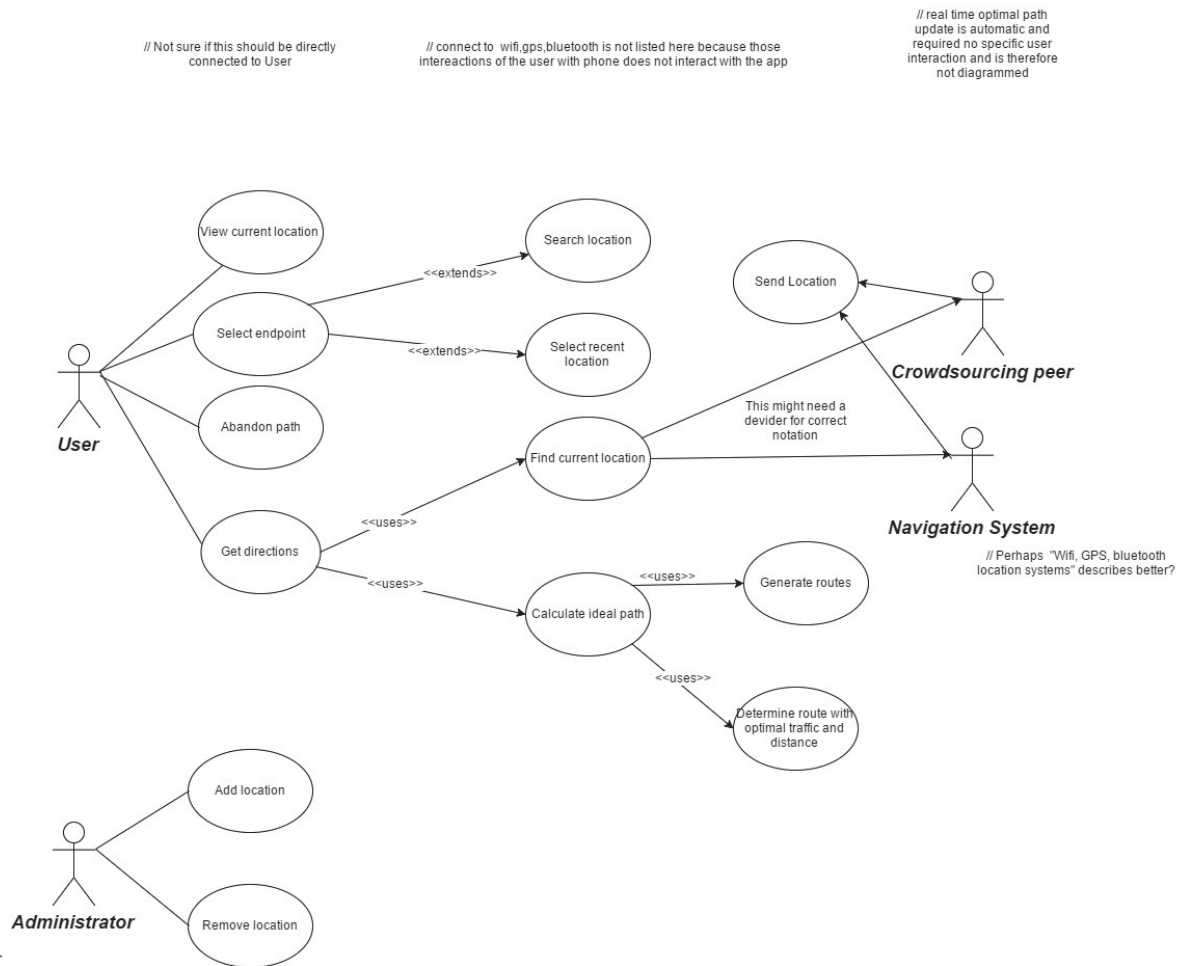 // Not sure if this should be directly
connected to User
// connect to  wifi,gps,bluetooth is not listed here because those
intereactions of the user with phone does not interact with the app
// real time optimal path
update is automatic and
required no specific user
interaction and is therefore
not diagrammed
View current location
Search location
<<extends>>
Send Location
Select endpoint
Select recent
location
<<extends>>
Crowdsourcing peer
User
Abandon path
This might need a
devider for correct
notation
Find current location
<<uses>>
Navigation System
Get directions
// Perhaps  "Wifi, GPS, bluetooth
location systems" describes better?
<<uses>>
<<uses>>
Generate routes
Calculate ideal path
<<uses>>
Determine route with
optimal traffic and
distance
Add location
Administrator
Remove location